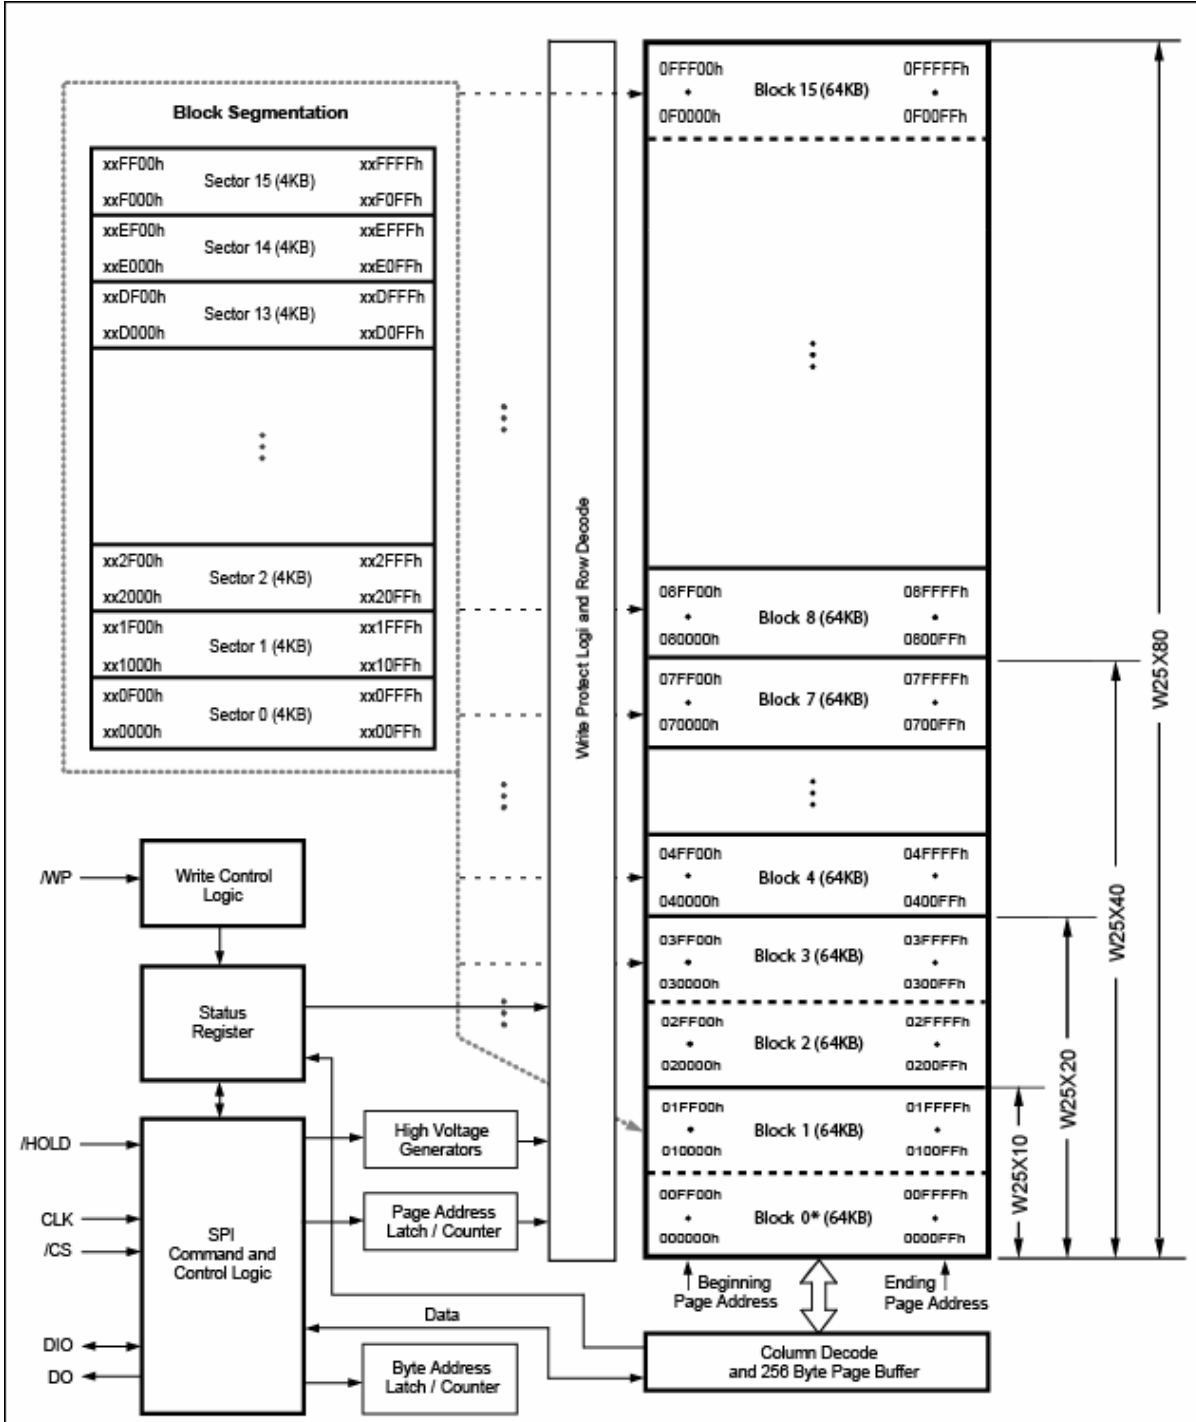 Block Segmentation
xxFF00h xxFFFFh
Sector 15 (4KB)
xxF000h xxF0FFh
xxEF00h xxEFFFh
Sector 14 (4KB)
xxE000h xxE0FFh
xxDF00h xxDFFFh
Sector 13 (4KB)
xxD000h xxD0FFh
xx2F00h xx2FFFh
Sector 2 (4KB)
xx2000h xx20FFh
xx1F00h xx1FFFh
Sector 1 (4KB)
xx1000h xx10FFh
xx0F00h xx0FFFh
Sector 0 (4KB)
xx0000h xx00FFh
Write Protect Logi and Row Decode
0FFF00h 0FFFFFh
Block 15 (64KB)
0F0000h 0F00FFh
08FF00h 08FFFFh
Block 8 (64KB)
080000h 0800FFh
07FF00h 07FFFFh
Block 7 (64KB)
070000h 0700FFh
04FF00h 04FFFFh
Block 4 (64KB)
040000h 0400FFh
03FF00h 03FFFFh
Block 3 (64KB)
030000h 0300FFh
02FF00h 02FFFFh
Block 2 (64KB)
020000h 0200FFh
01FF00h 01FFFFh
Block 1 (64KB)
010000h 0100FFh
00FF00h 00FFFFh
Block 0* (64KB)
000000h 0000FFh
W25X10
W25X20
W25X40
W25X80
Beginning
Page Address
Ending
Page Address
Column Decode
and 256 Byte Page Buffer
/WP
Write Control
Logic
Status
Register
/HOLD
CLK
/CS
DIO
DO
SPI
Command and
Control Logic
High Voltage
Generators
Page Address
Latch / Counter
Data
Byte Address
Latch / Counter